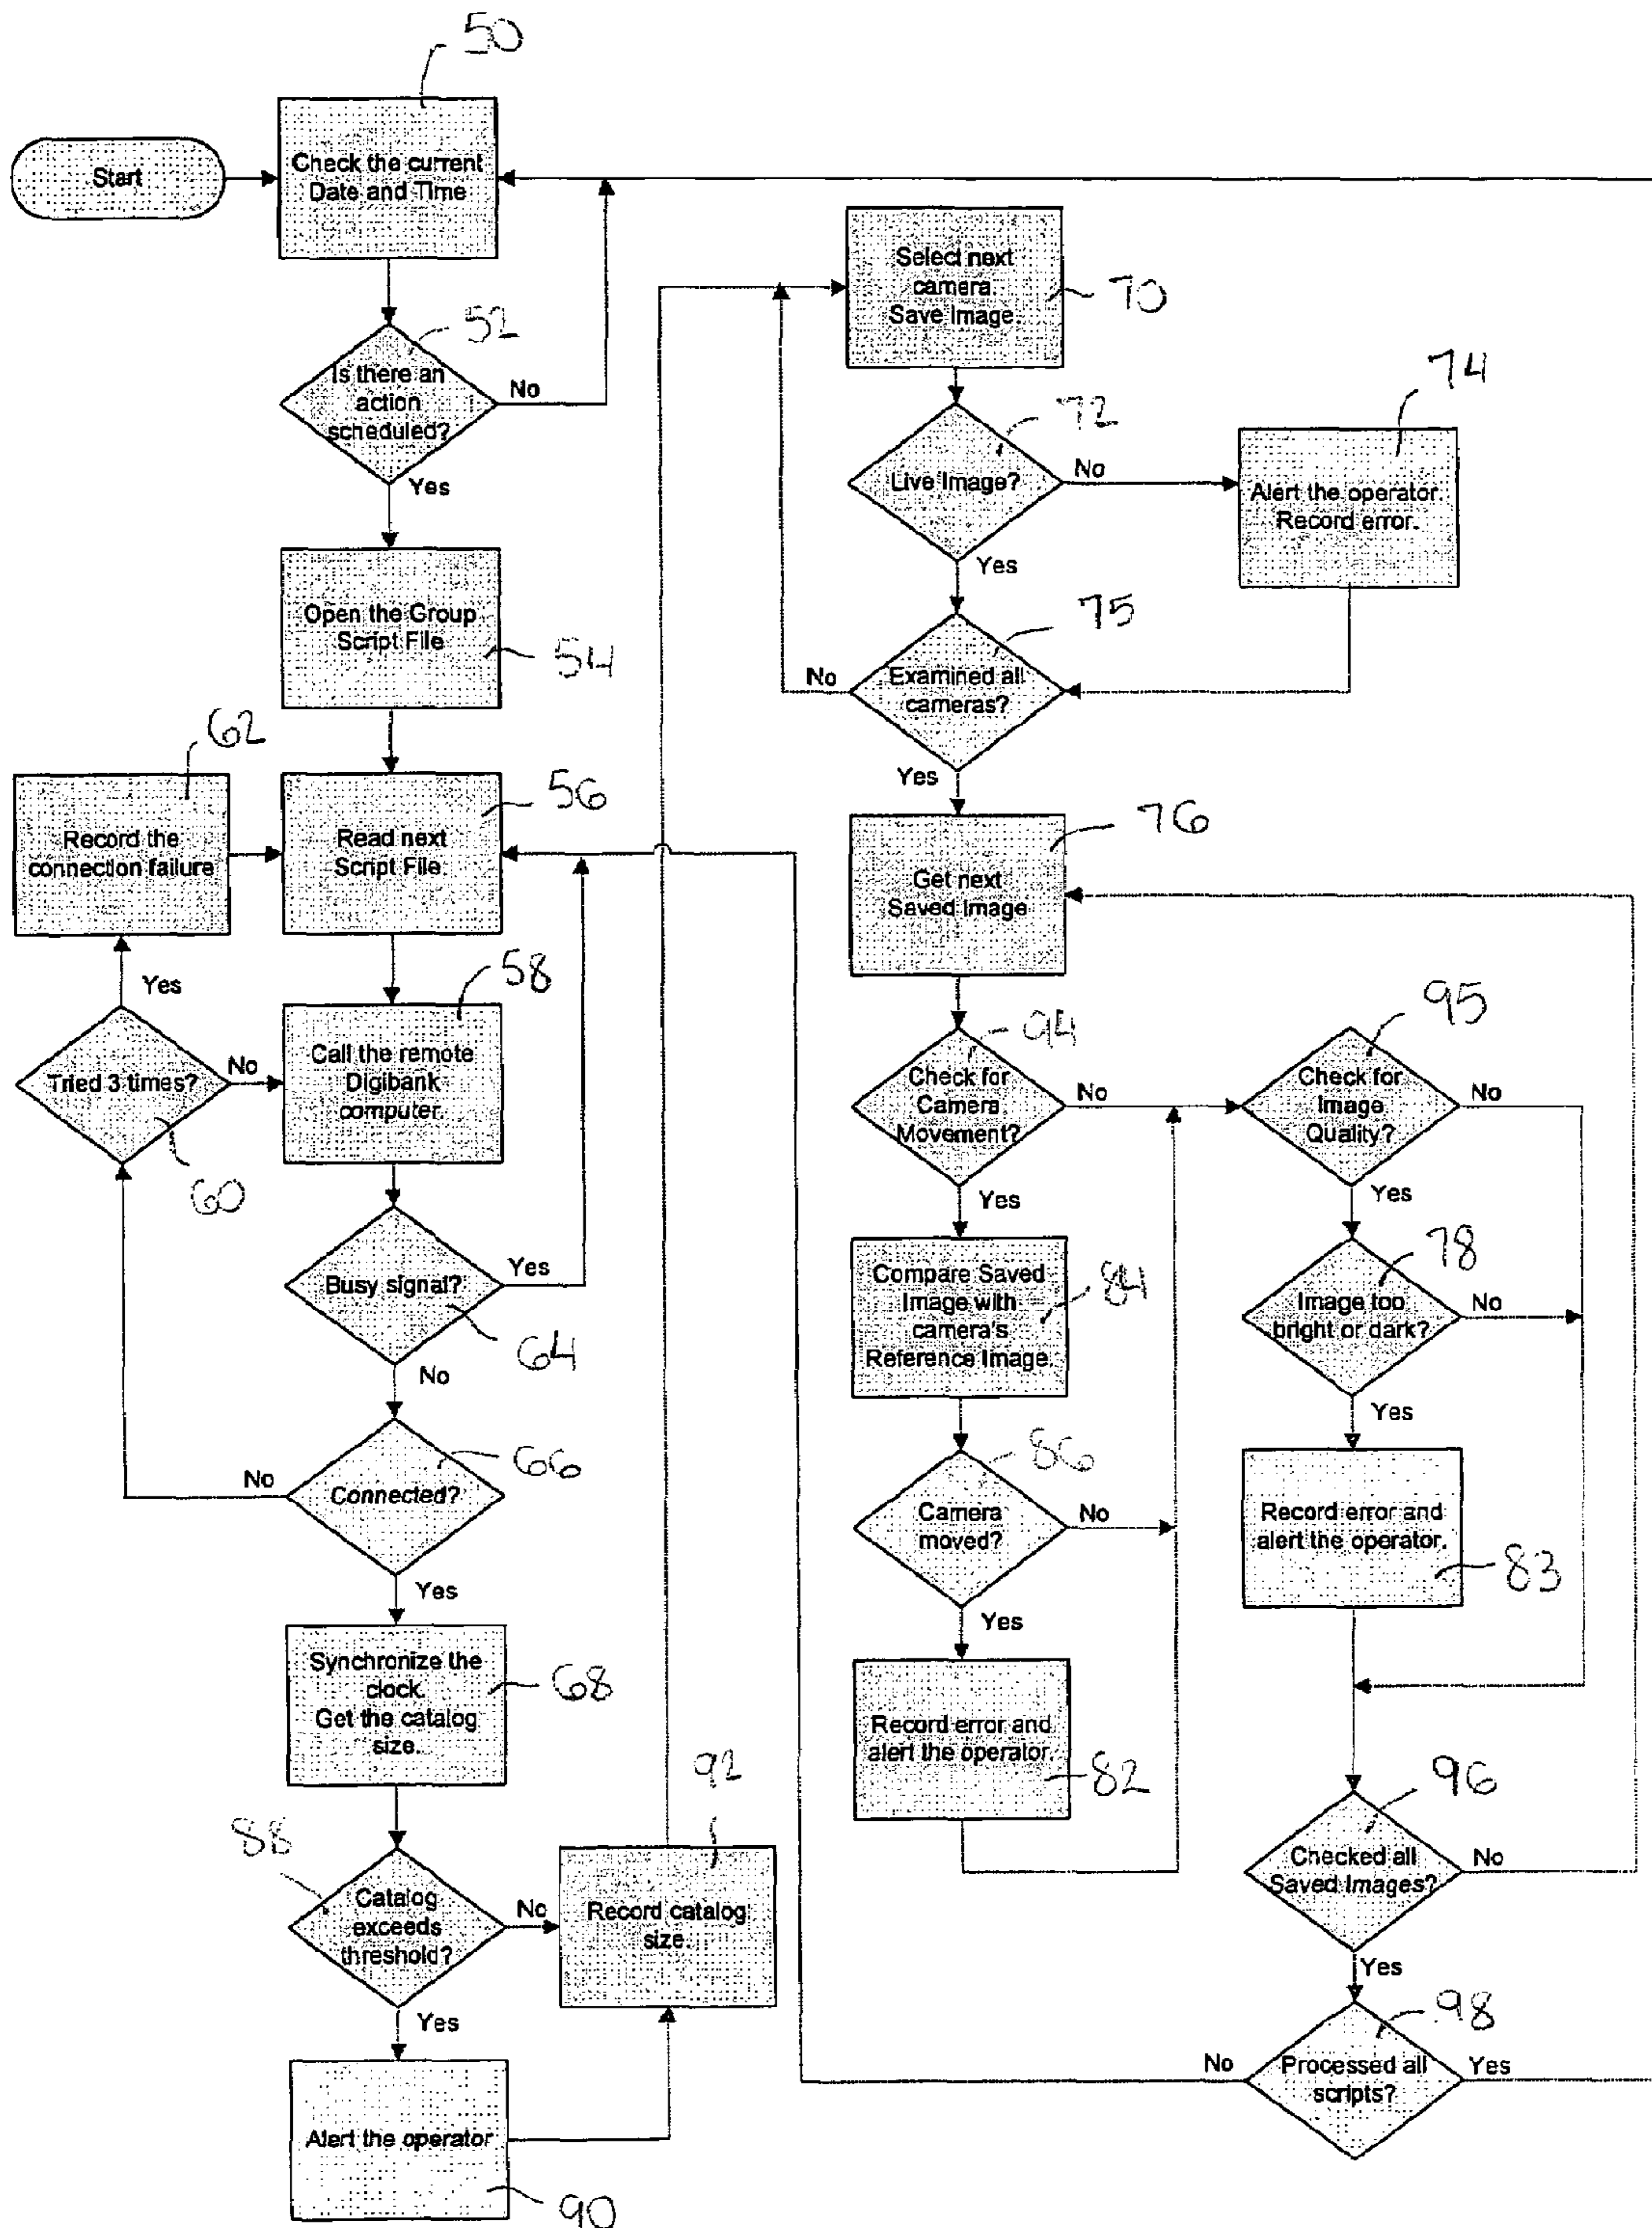 50
Start
Check the current
Date and Time
52
Is there an
action
scheduled?
No
Yes
Open the Group
Script File
54
62
Record the
connection failure
56
Read next
Script File.
Yes
58
Tried 3 times?
No
60
Call the remote
Digibank
computer.
Busy signal?
Yes
64
No
Connected?
66
No
Yes
Synchronize the
clock.
Get the catalog
size.
68
88
Catalog
exceeds
threshold?
No
92
Record catalog
size.
Yes
Alert the operator
90
Select next
camera.
Save Image.
70
72
Live Image?
No
74
Alert the operator
Record error.
Yes
75
Examined all
cameras?
No
Yes
76
Get next
Saved Image
94
Check for
Camera
Movement?
No
Yes
Compare Saved
Image with
camera's
Reference Image.
84
86
Camera
moved?
No
Yes
Record error and
alert the operator.
82
95
Check for
Image
Quality?
No
Yes
78
Image too
bright or dark?
No
Yes
Record error and
alert the operator.
83
96
Checked all
Saved Images?
No
Yes
98
Processed all
scripts?
No
Yes